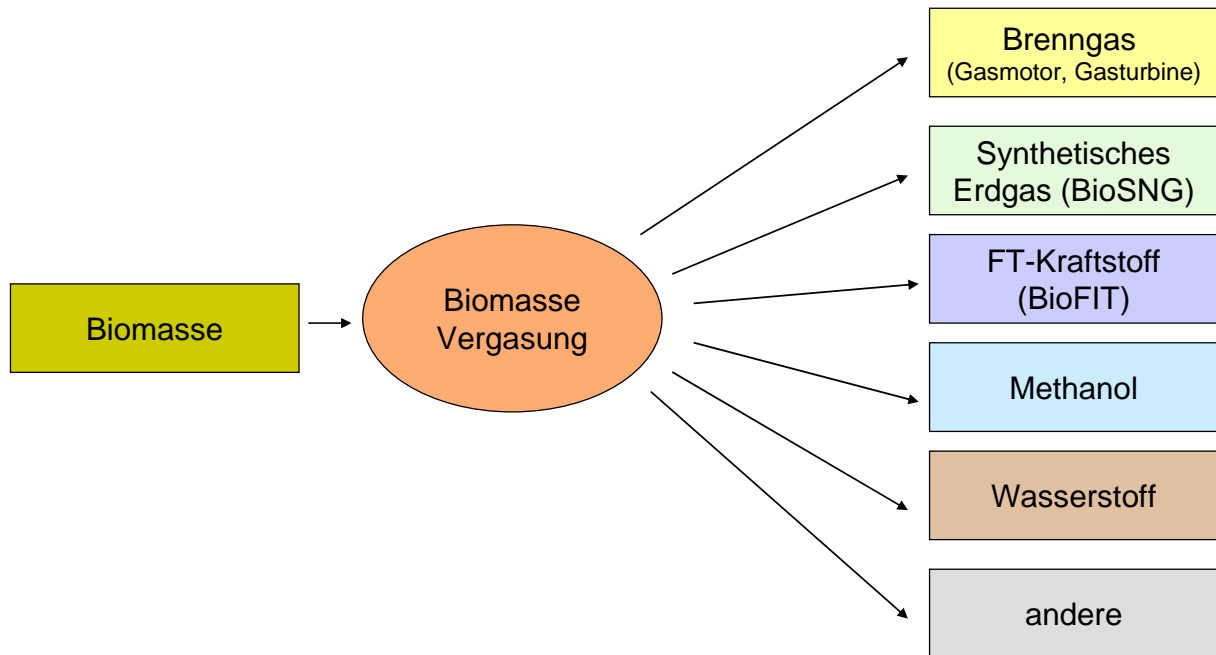 Biomasse
Biomasse
Vergasung
Brenngas
(Gasmotor, Gasturbine)
Synthetisches
Erdgas (BioSNG)
FT-Kraftstoff
(BioFIT)
Methanol
Wasserstoff
andere